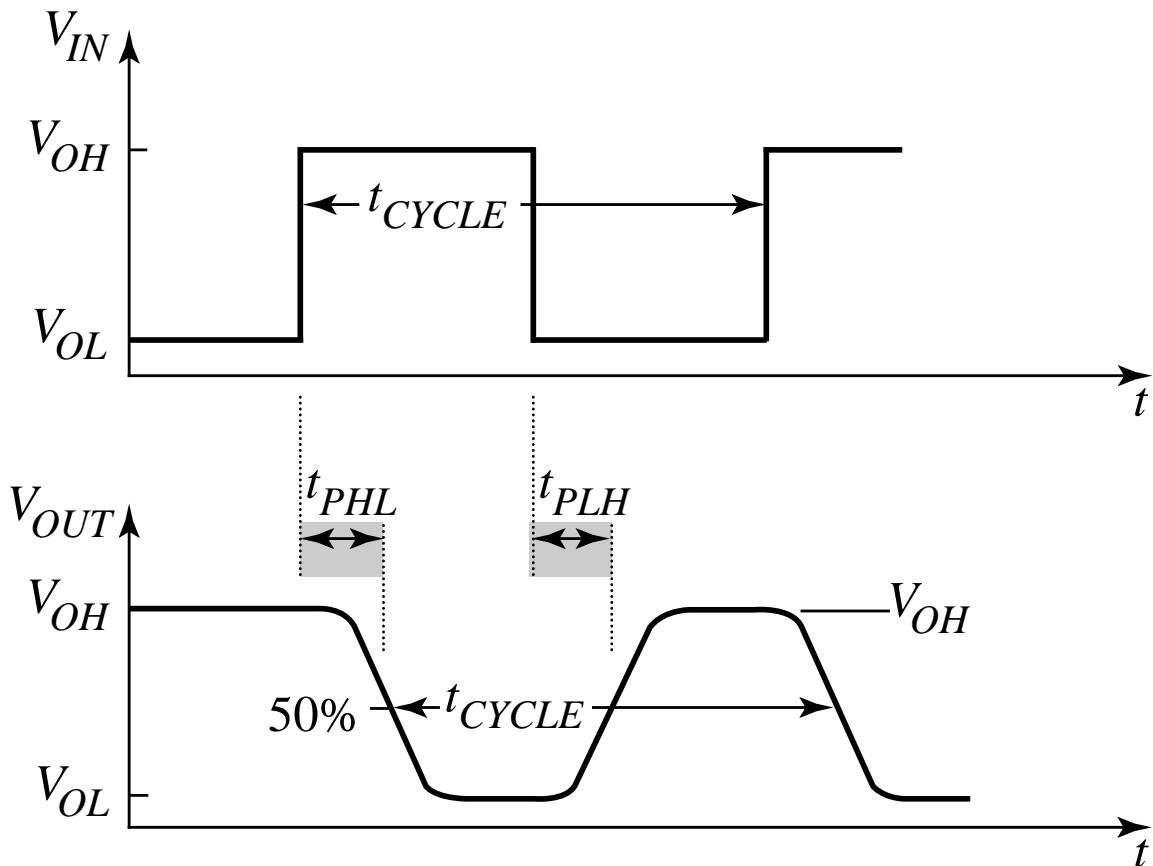 V_IN
V_OH
t_CYCLE
V_OL
t
t_PHL t_PLH
V_OUT
V_OH V_OH
50% t_CYCLE
V_OL
t